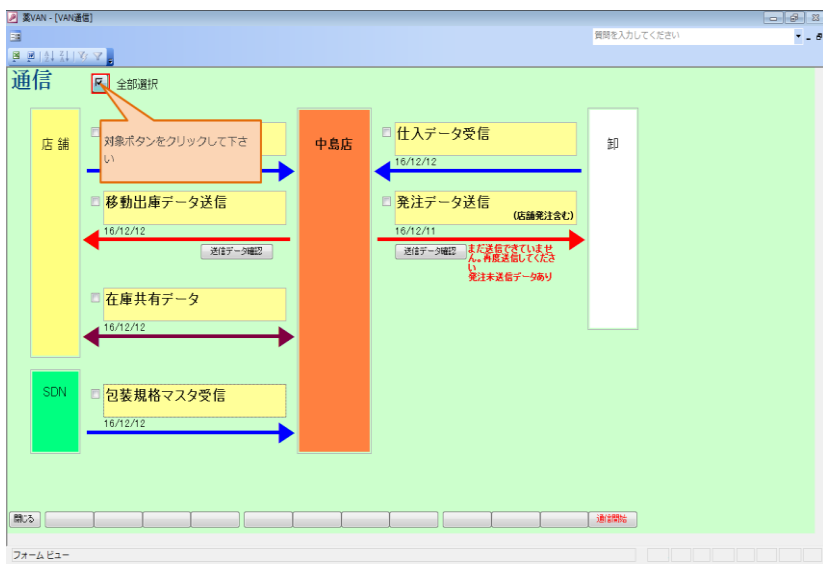 薬VAN - [VAN通信]
質問を入力してください
通信
全部選択
対象ボタンをクリックして下さ
い
店舗
中島店
仕入データ受信
卸
16/12/12
移動出庫データ送信
16/12/12
送信データ確認
発注データ送信
(店舗発注含む)
16/12/11
送信データ確認
まだ送信できていませ
ん。再度送信してくださ
い
発注未送信データあり
在庫共有データ
16/12/12
SDN
包装規格マスタ受信
16/12/12
閉じる
通信開始
フォーム ビュー